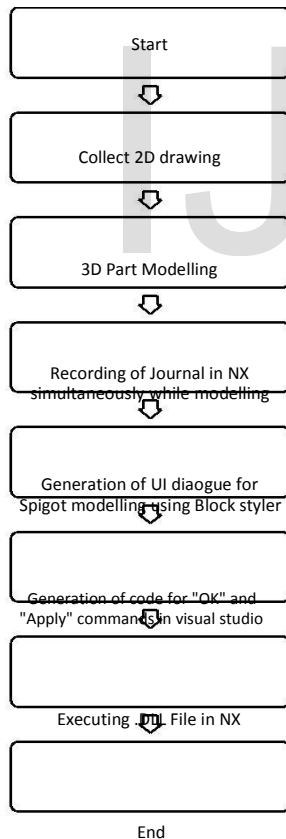 Start
Collect 2D drawing
3D Part Modelling
Recording of Journal in NX
simultaneously while modelling
Generation of UI diaogue for
Spigot modelling using Block styler
Generation of code for "OK" and
"Apply" commands in visual studio
Executing .DLL File in NX
End
IJ